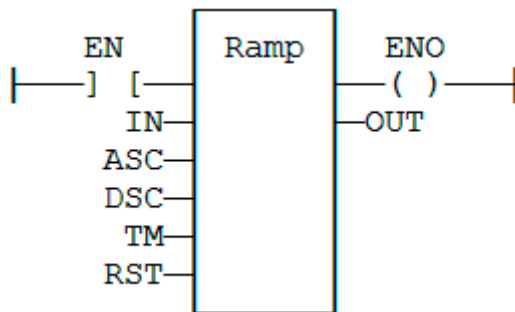 EN Ramp ENO
] [ ( )
IN OUT
ASC
DSC
TM
RST